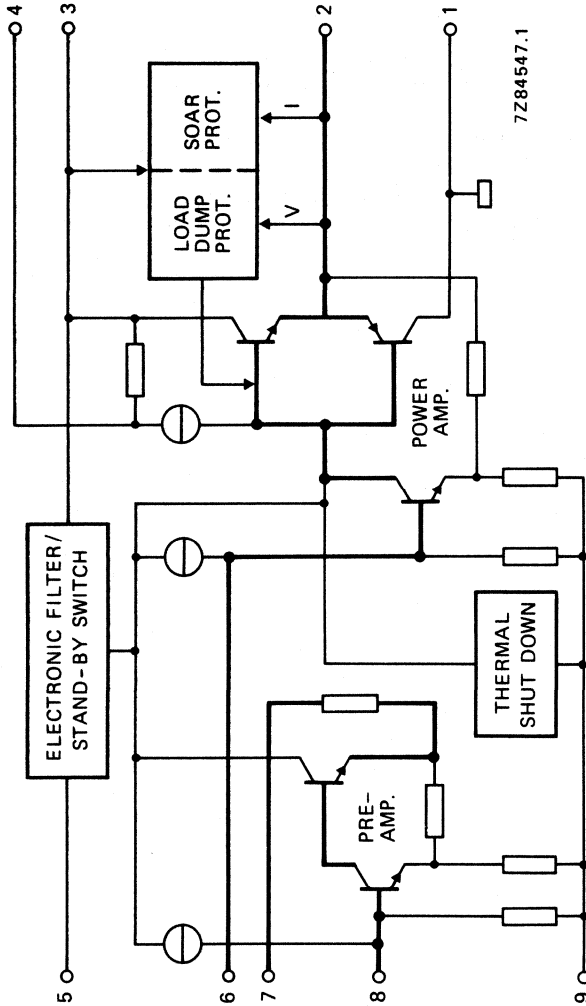 4
3
2
1
7Z84547.1
SOAR
PROT.
LOAD
DUMP
PROT.
I
V
POWER
AMP.
ELECTRONIC FILTER/
STAND-BY SWITCH
THERMAL
SHUT DOWN
PRE-
AMP.
5
6
7
8
9